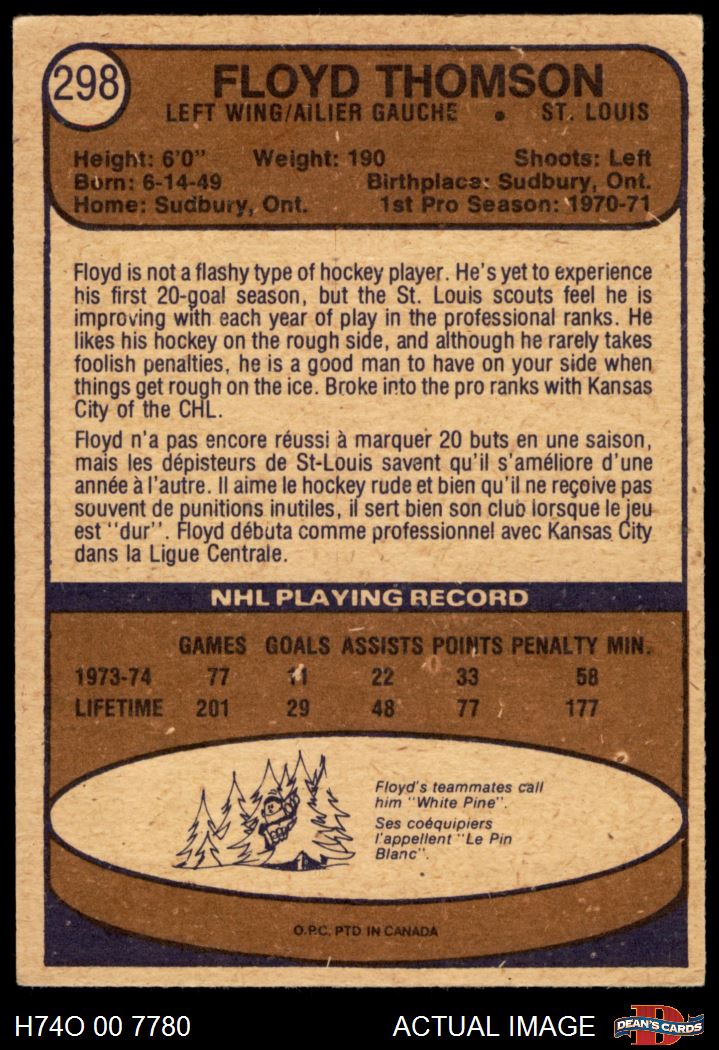 298
FLOYD THOMSON
LEFT WING/AILIER GAUCHE • ST. LOUIS
Height: 6'0" Weight: 190 Shoots: Left
Born: 6-14-49 Birthplace: Sudbury, Ont.
Home: Sudbury, Ont. 1st Pro Season: 1970-71
Floyd is not a flashy type of hockey player. He's yet to experience
his first 20-goal season, but the St. Louis scouts feel he is
improving with each year of play in the professional ranks. He
likes his hockey on the rough side, and although he rarely takes
foolish penalties, he is a good man to have on your side when
things get rough on the ice. Broke into the pro ranks with Kansas
City of the CHL.
Floyd n'a pas encore réussi à marquer 20 buts en une saison,
mais les dépisteurs de St-Louis savent qu'il s'améliore d'une
année à l'autre. Il aime le hockey rude et bien qu'il ne reçoive pas
souvent de punitions inutiles, il sert bien son club lorsque le jeu
est "dur". Floyd débuta comme professionnel avec Kansas City
dans la Ligue Centrale.
NHL PLAYING RECORD
GAMES GOALS ASSISTS POINTS PENALTY MIN.
1973-74 77 11 22 33 58
LIFETIME 201 29 48 77 177
Floyd's teammates call
him "White Pine".
Ses coéquipiers
l'appellent "Le Pin
Blanc".
O.P.C. PTD IN CANADA
H74O 00 7780 ACTUAL IMAGE
DEAN'S CARDS